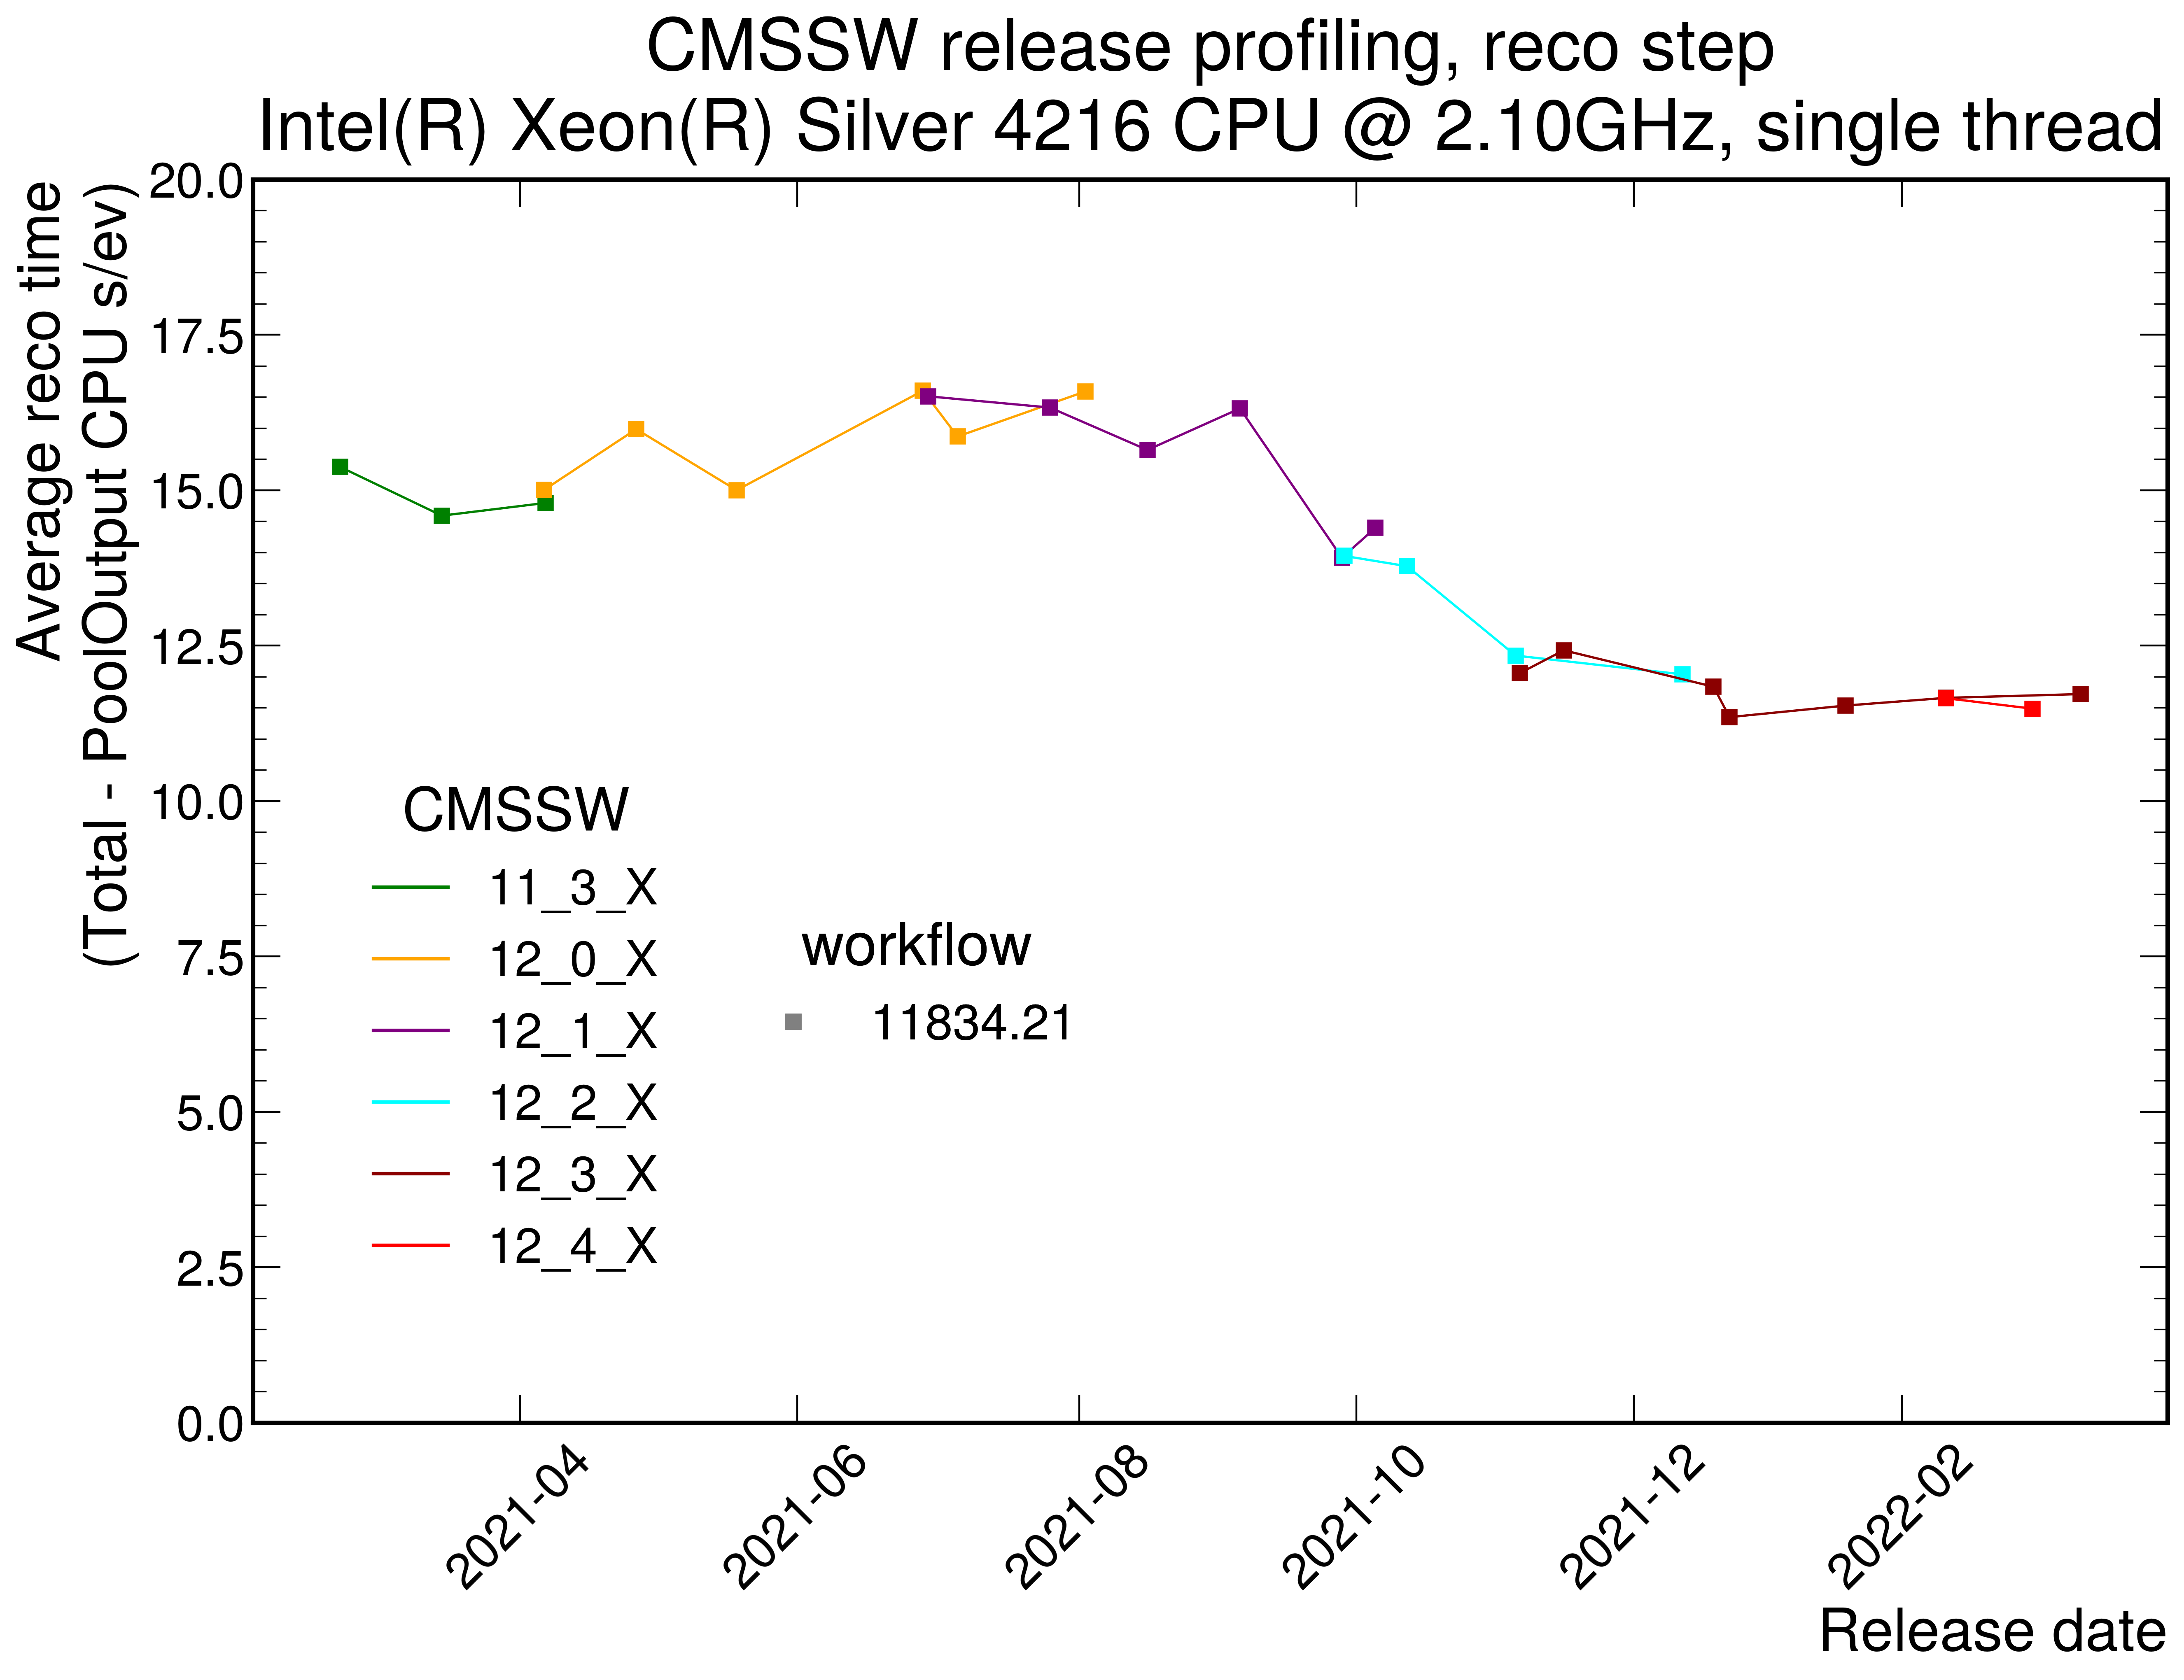 CMSSW release profiling, reco step
Intel(R) Xeon(R) Silver 4216 CPU @ 2.10GHz, single thread
Average reco time
(Total - PoolOutput CPU s/ev)
20.0
17.5
15.0
12.5
10.0
7.5
5.0
2.5
0.0
CMSSW
11_3_X
12_0_X
12_1_X
12_2_X
12_3_X
12_4_X
workflow
11834.21
2021-04
2021-06
2021-08
2021-10
2021-12
2022-02
Release date